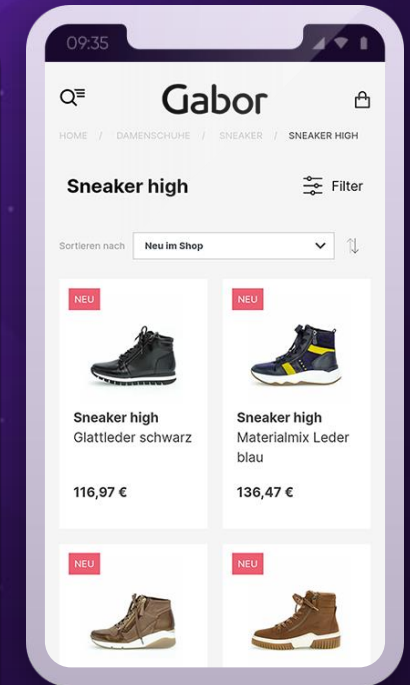 09:35
Gabor
HOME / DAMENSCHUHE / SNEAKER / SNEAKER HIGH
Sneaker high
Filter
Sortieren nach
Neu im Shop
NEU
NEU
Sneaker high
Glattleder schwarz
116,97 €
Sneaker high
Materialmix Leder
blau
136,47 €
NEU
NEU